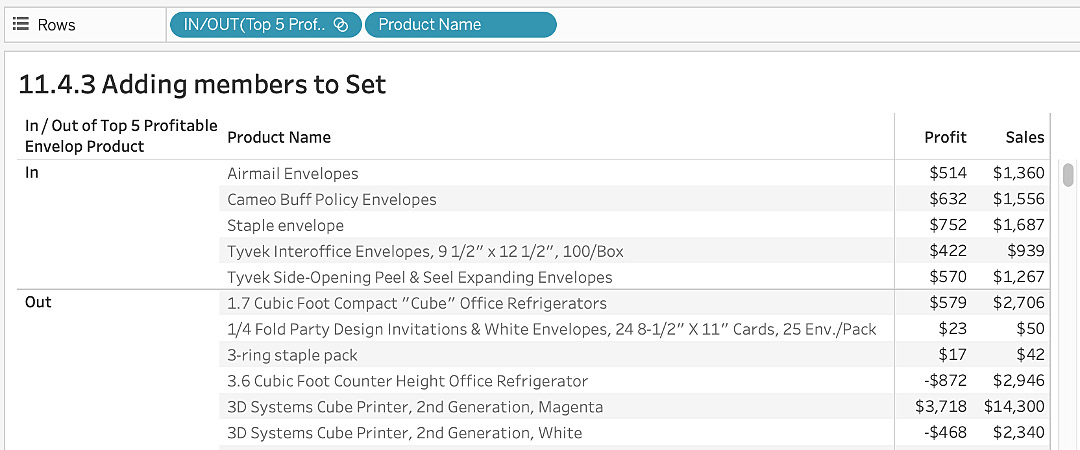 Rows IN/OUT(Top 5 Prof.. Product Name
11.4.3 Adding members to Set
In / Out of Top 5 Profitable
Envelop Product Product Name Profit Sales
In Airmail Envelopes $514 $1,360
Cameo Buff Policy Envelopes $632 $1,556
Staple envelope $752 $1,687
Tyvek Interoffice Envelopes, 9 1/2” x 12 1/2”, 100/Box $422 $939
Tyvek Side-Opening Peel & Seel Expanding Envelopes $570 $1,267
Out 1.7 Cubic Foot Compact ”Cube” Office Refrigerators $579 $2,706
1/4 Fold Party Design Invitations & White Envelopes, 24 8-1/2” X 11” Cards, 25 Env./Pack $23 $50
3-ring staple pack $17 $42
3.6 Cubic Foot Counter Height Office Refrigerator -$872 $2,946
3D Systems Cube Printer, 2nd Generation, Magenta $3,718 $14,300
3D Systems Cube Printer, 2nd Generation, White -$468 $2,340